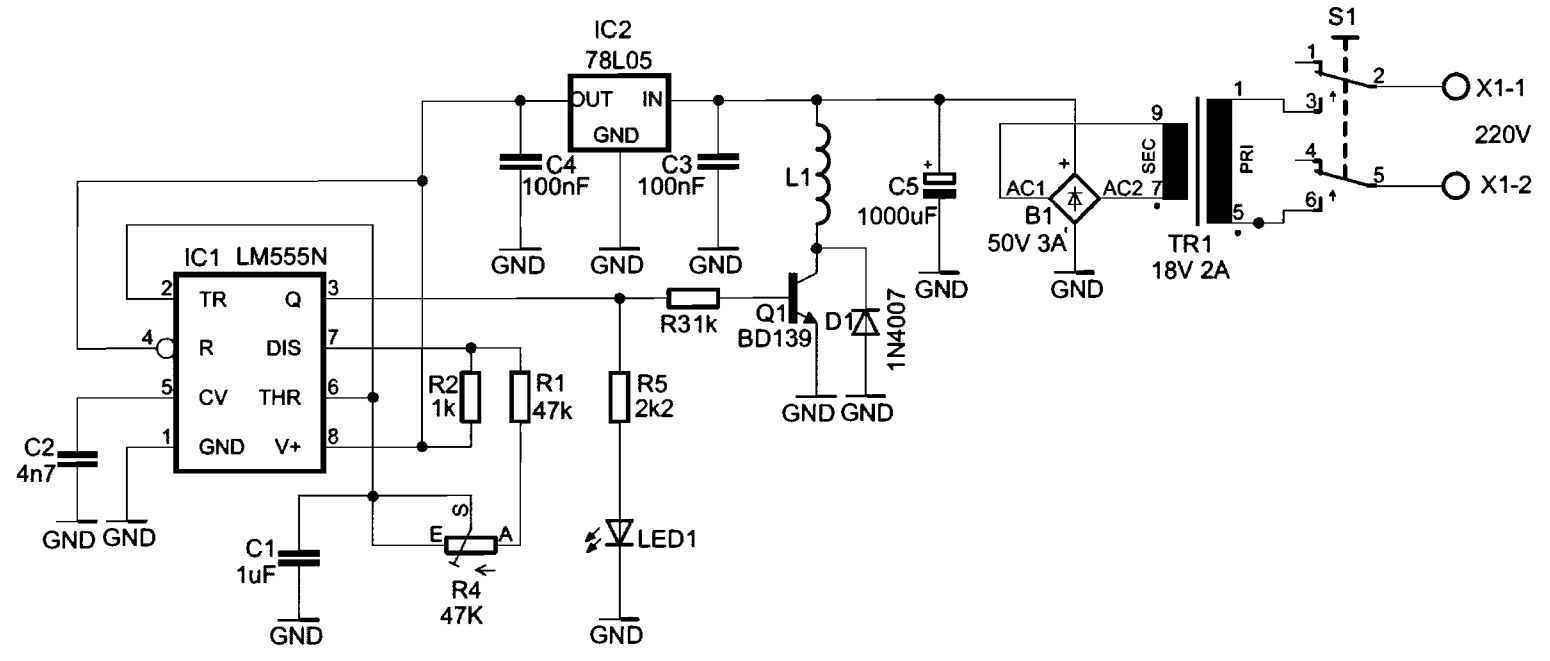 S1
IC2
78L05
1
2
X1-1
OUT
IN
GND
3
220V
C4
100nF
C3
100nF
L1
C5
1000uF
+
+
9
1
SEC
PRI
4
5
X1-2
6
AC1
AC2
7
5
B1
50V 3A
TR1
18V 2A
GND
GND
GND
GND
GND
IC1
LM555N
2
TR
Q
3
4
R
DIS
7
5
CV
THR
6
1
GND
V+
8
R31k
Q1
BD139
D1
1N4007
R2
1k
R1
47k
R5
2k2
GND
GND
C2
4n7
GND
GND
S
E
A
C1
1uF
R4
47K
LED1
GND
GND